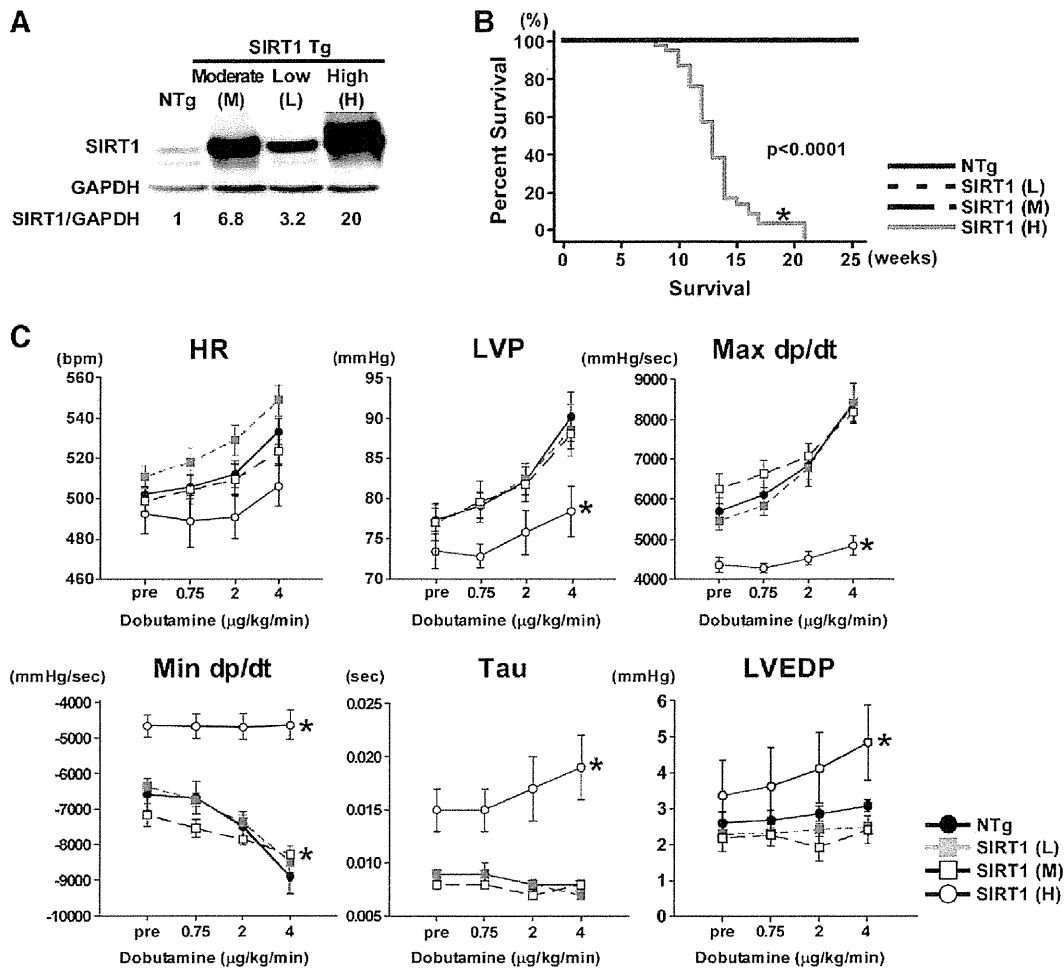 A
SIRT1 Tg
Moderate Low High
NTg (M) (L) (H)
SIRT1
GAPDH
SIRT1/GAPDH 1 6.8 3.2 20
B
(%)
100
80
60
40
20
0
Percent Survival
p<0.0001
*
0 5 10 15 20 25 (weeks)
Survival
NTg
SIRT1 (L)
SIRT1 (M)
SIRT1 (H)
C
HR
(bpm)
560
540
520
500
480
460
pre 0.75 2 4
Dobutamine (μg/kg/min)
LVP
(mmHg)
95
90
85
80
75
70
*
pre 0.75 2 4
Dobutamine (μg/kg/min)
Max dp/dt
(mmHg/sec)
9000
8000
7000
6000
5000
4000
*
pre 0.75 2 4
Dobutamine (μg/kg/min)
Min dp/dt
(mmHg/sec)
-4000
-5000
-6000
-7000
-8000
-9000
-10000
*
*
pre 0.75 2 4
Dobutamine (μg/kg/min)
Tau
(sec)
0.025
0.020
0.015
0.010
0.005
*
pre 0.75 2 4
Dobutamine (μg/kg/min)
LVEDP
(mmHg)
6
5
4
3
2
1
0
*
pre 0.75 2 4
Dobutamine (μg/kg/min)
NTg
SIRT1 (L)
SIRT1 (M)
SIRT1 (H)